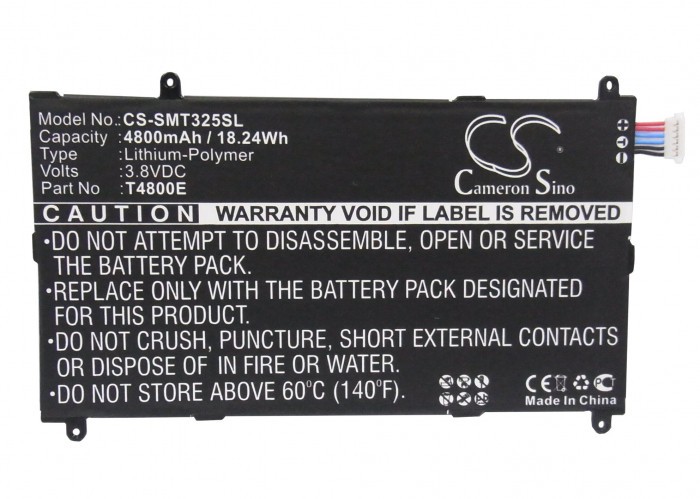 Model No.: CS-SMT325SL
Capacity : 4800mAh / 18.24Wh
Type : Lithium-Polymer
Volts : 3.8VDC
Part No : T4800E
CS
Cameron Sino
CAUTION WARRANTY VOID IF LABEL IS REMOVED
•DO NOT ATTEMPT TO DISASSEMBLE, OPEN OR SERVICE
THE BATTERY PACK.
•REPLACE ONLY WITH THE BATTERY PACK DESIGNATED
FOR THIS PRODUCT.
•DO NOT CRUSH, PUNCTURE, SHORT EXTERNAL CONTACTS
OR DISPOSE OF IN FIRE OR WATER.
•DO NOT STORE ABOVE 60°C (140°F)
CE
Made In China